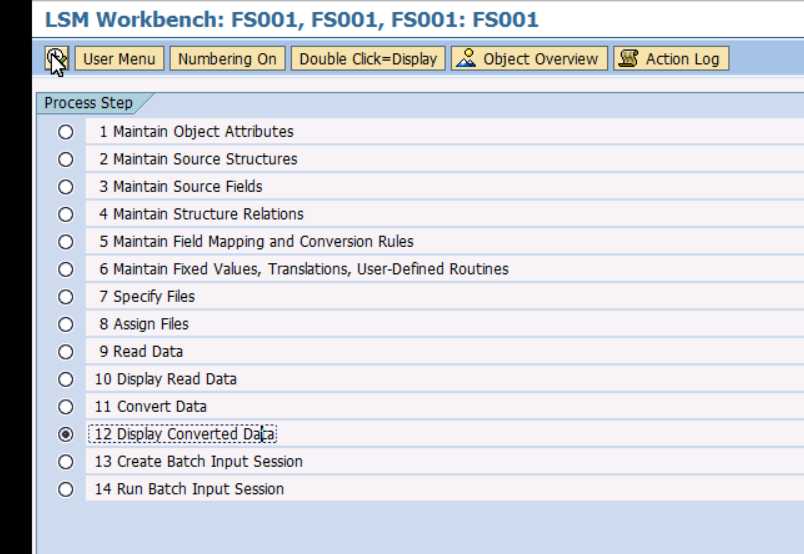 LSM Workbench: FS001, FS001, FS001: FS001
User Menu Numbering On Double Click=Display Object Overview Action Log
Process Step
1 Maintain Object Attributes
2 Maintain Source Structures
3 Maintain Source Fields
4 Maintain Structure Relations
5 Maintain Field Mapping and Conversion Rules
6 Maintain Fixed Values, Translations, User-Defined Routines
7 Specify Files
8 Assign Files
9 Read Data
10 Display Read Data
11 Convert Data
12 Display Converted Data
13 Create Batch Input Session
14 Run Batch Input Session